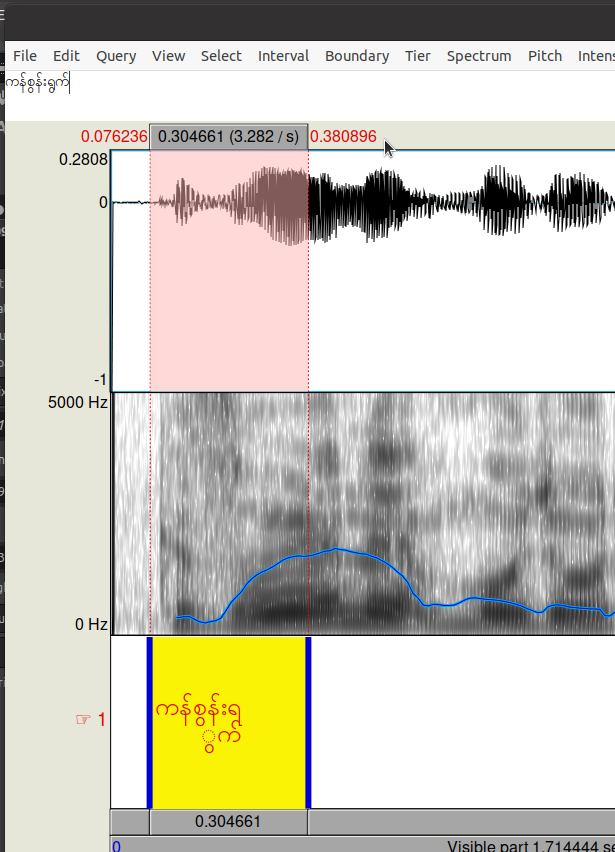 File Edit Query View Select Interval Boundary Tier Spectrum Pitch Intens
ကန်စွန်းရွက်
0.076236 0.304661 (3.282 / s) 0.380896
0.2808
0
-1
5000 Hz
0 Hz
☞ 1
ကန်စွန်းရ
ွက်
0.304661
0 Visible part 1.714444 se